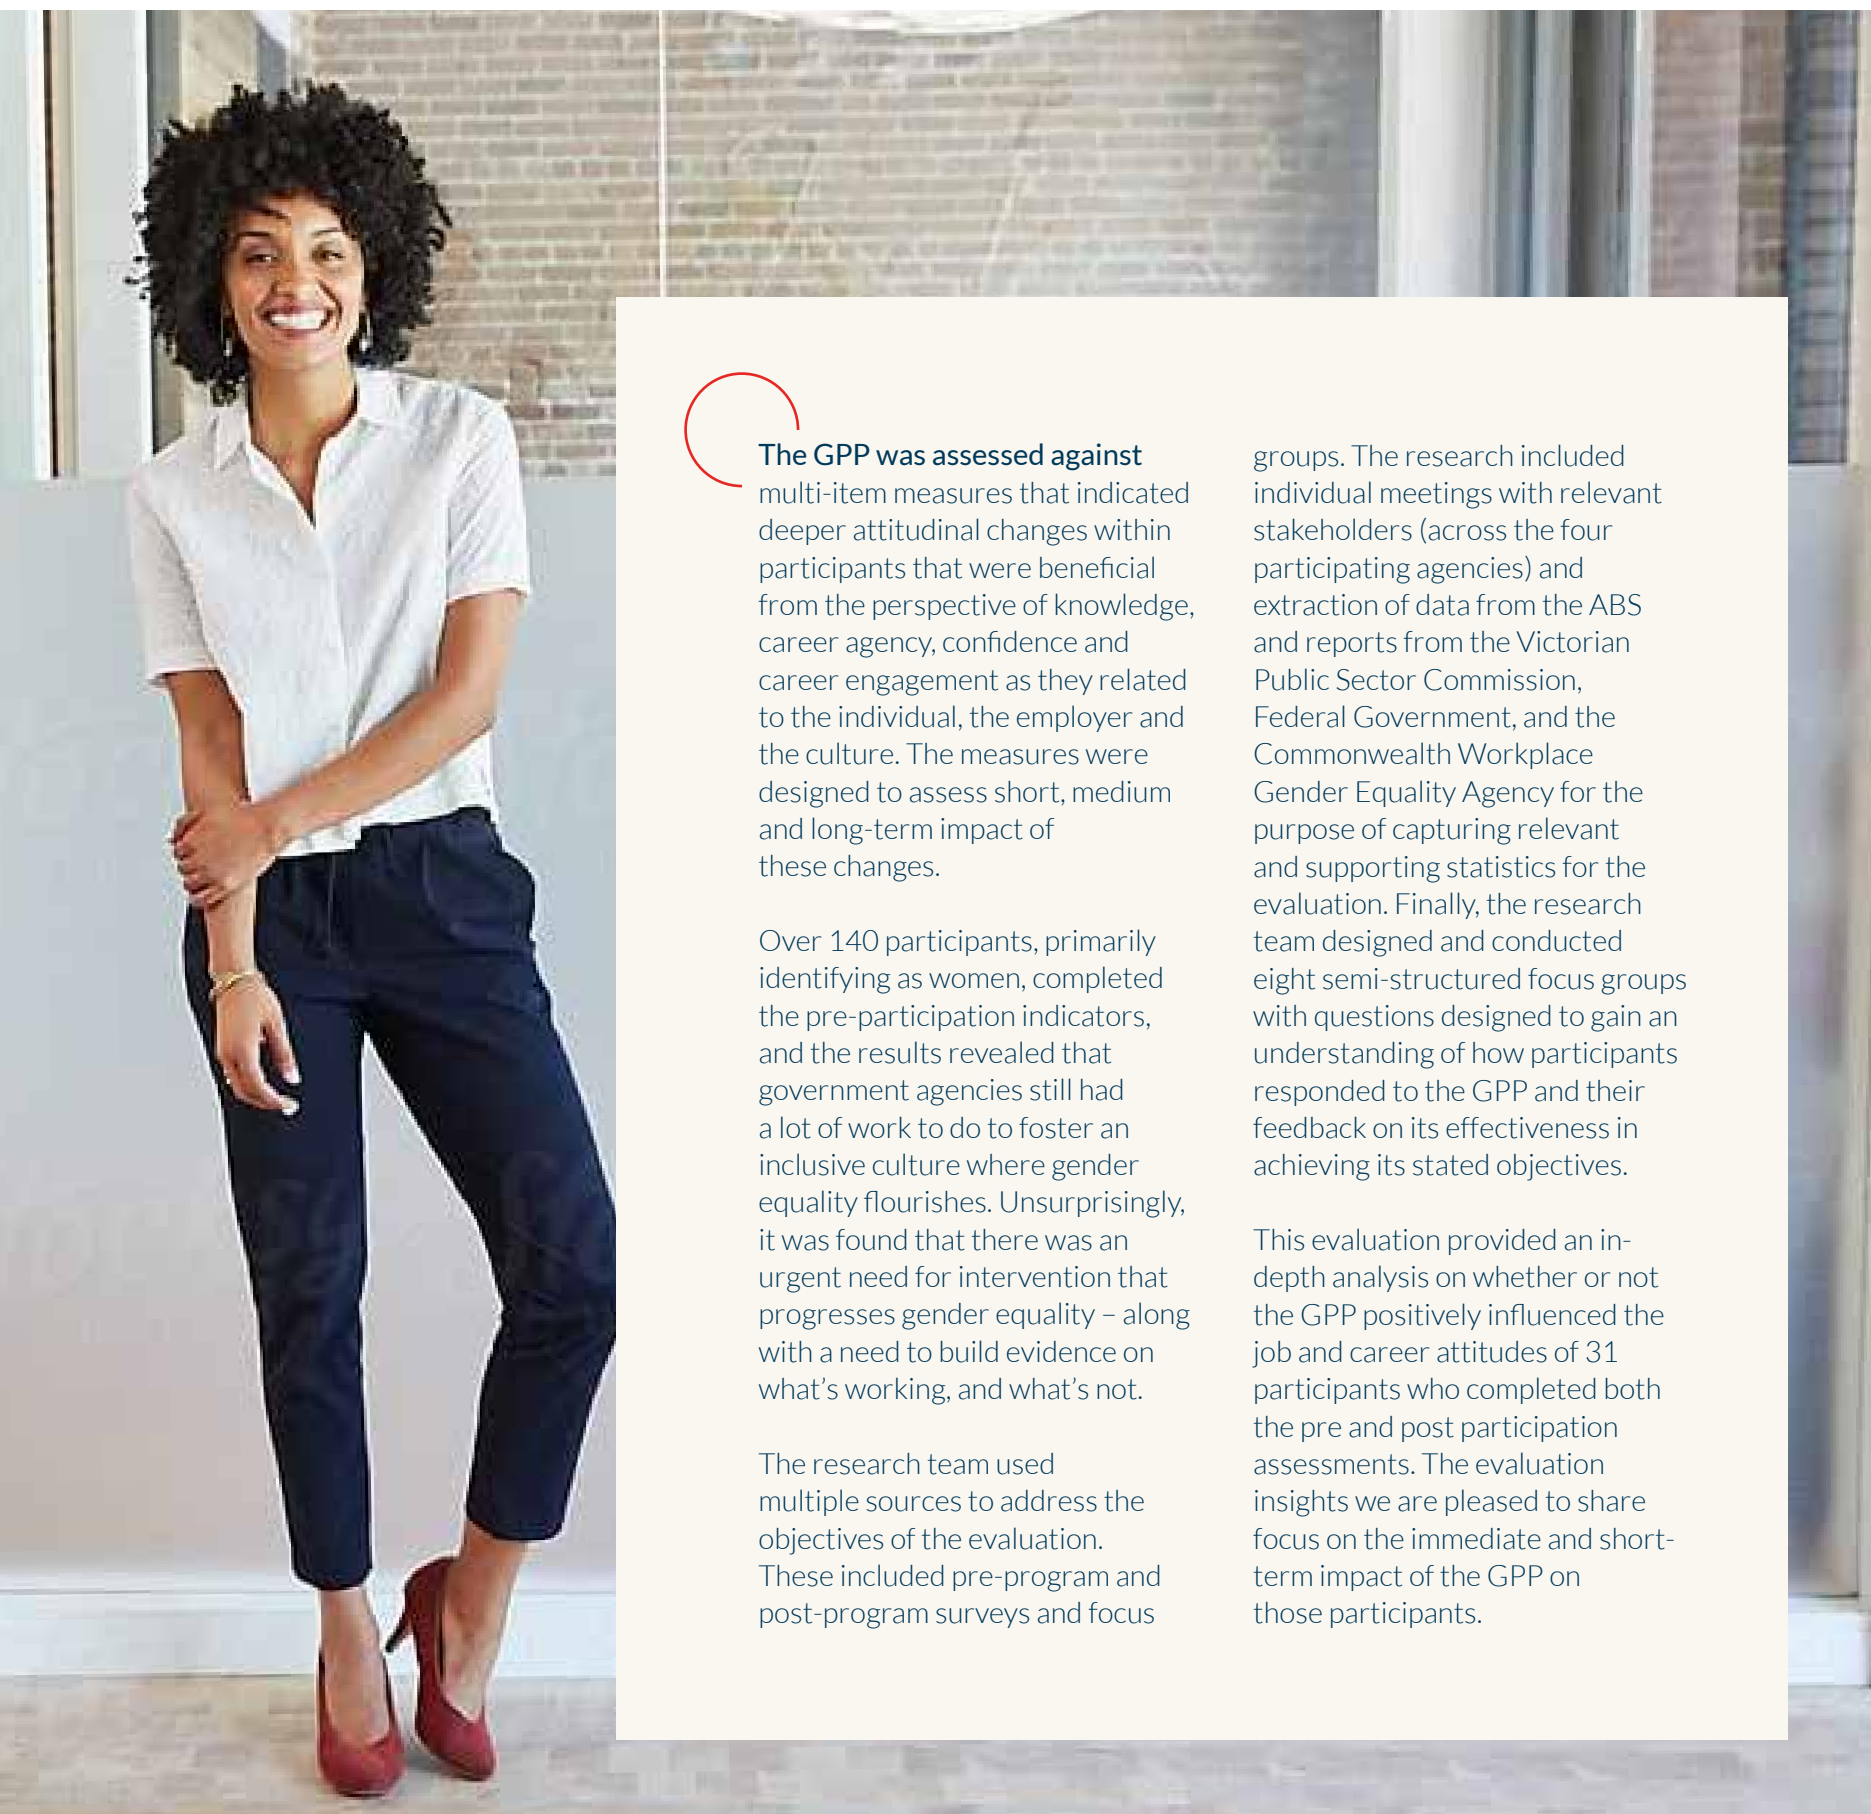 The GPP was assessed against
multi-item measures that indicated
deeper attitudinal changes within
participants that were beneficial
from the perspective of knowledge,
career agency, confidence and
career engagement as they related
to the individual, the employer and
the culture. The measures were
designed to assess short, medium
and long-term impact of
these changes.
Over 140 participants, primarily
identifying as women, completed
the pre-participation indicators,
and the results revealed that
government agencies still had
a lot of work to do to foster an
inclusive culture where gender
equality flourishes. Unsurprisingly,
it was found that there was an
urgent need for intervention that
progresses gender equality – along
with a need to build evidence on
what’s working, and what’s not.
The research team used
multiple sources to address the
objectives of the evaluation.
These included pre-program and
post-program surveys and focus
groups. The research included
individual meetings with relevant
stakeholders (across the four
participating agencies) and
extraction of data from the ABS
and reports from the Victorian
Public Sector Commission,
Federal Government, and the
Commonwealth Workplace
Gender Equality Agency for the
purpose of capturing relevant
and supporting statistics for the
evaluation. Finally, the research
team designed and conducted
eight semi-structured focus groups
with questions designed to gain an
understanding of how participants
responded to the GPP and their
feedback on its effectiveness in
achieving its stated objectives.
This evaluation provided an in-
depth analysis on whether or not
the GPP positively influenced the
job and career attitudes of 31
participants who completed both
the pre and post participation
assessments. The evaluation
insights we are pleased to share
focus on the immediate and short-
term impact of the GPP on
those participants.